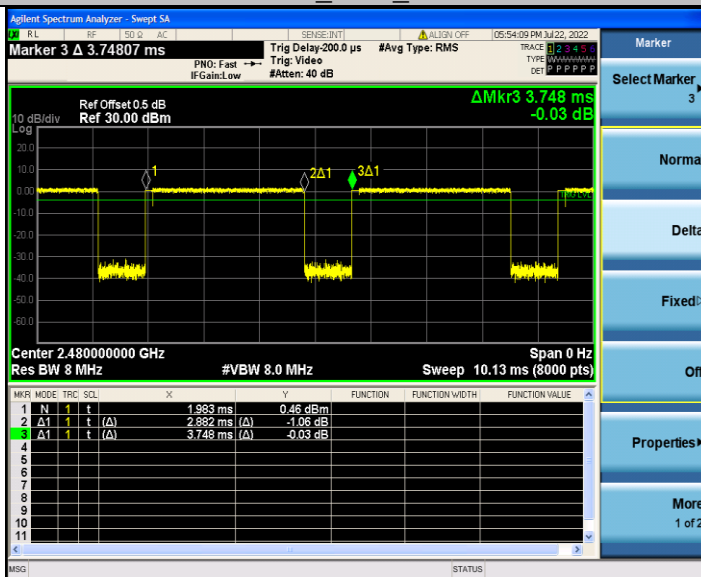 Agilent Spectrum Analyzer - Swept SA
LXI RL RF 50 Ω AC SENSE:INT ALIGN OFF 05:54:09 PM Jul 22, 2022
Marker 3 Δ 3.74807 ms
PNO: Fast
IFGain:Low
Trig Delay-200.0 µs
Trig: Video
#Atten: 40 dB
#Avg Type: RMS
TRACE 1 2 3 4 5 6
TYPE WWWWWW
DET P P P P P P
Ref Offset 0.5 dB
10 dB/div Ref 30.00 dBm
Log
ΔMkr3 3.748 ms
-0.03 dB
20.0
10.0
0.00
-10.0
-20.0
-30.0
-40.0
-50.0
-60.0
1
2Δ1
3Δ1
TRIG LVL
Center 2.480000000 GHz Span 0 Hz
Res BW 8 MHz #VBW 8.0 MHz Sweep 10.13 ms (8000 pts)
MKR MODE TRC SCL X Y FUNCTION FUNCTION WIDTH FUNCTION VALUE
1 N 1 t 1.983 ms 0.46 dBm
2 Δ1 1 t (Δ) 2.882 ms (Δ) -1.06 dB
3 Δ1 1 t (Δ) 3.748 ms (Δ) -0.03 dB
4
5
6
7
8
9
10
11
MSG STATUS
Marker
Select Marker
3
Norma
Delta
Fixed
Off
Properties
More
1 of 2